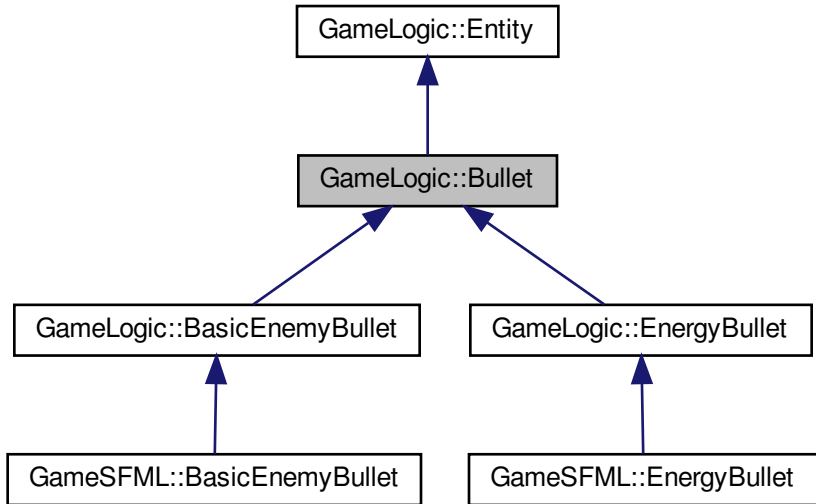 GameLogic::Entity
GameLogic::Bullet
GameLogic::BasicEnemyBullet
GameLogic::EnergyBullet
GameSFML::BasicEnemyBullet
GameSFML::EnergyBullet